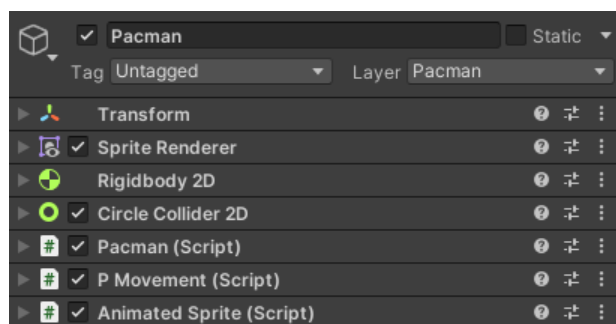 Pacman Static
Tag Untagged Layer Pacman
Transform
Sprite Renderer
Rigidbody 2D
Circle Collider 2D
# Pacman (Script)
# P Movement (Script)
# Animated Sprite (Script)